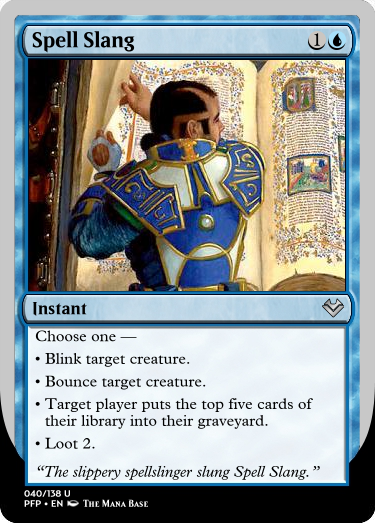 Spell Slang 1
Instant
Choose one —
• Blink target creature.
• Bounce target creature.
• Target player puts the top five cards of
their library into their graveyard.
• Loot 2.
“The slippery spellslinger slung Spell Slang.”
040/138 U
PFP • EN The Mana Base